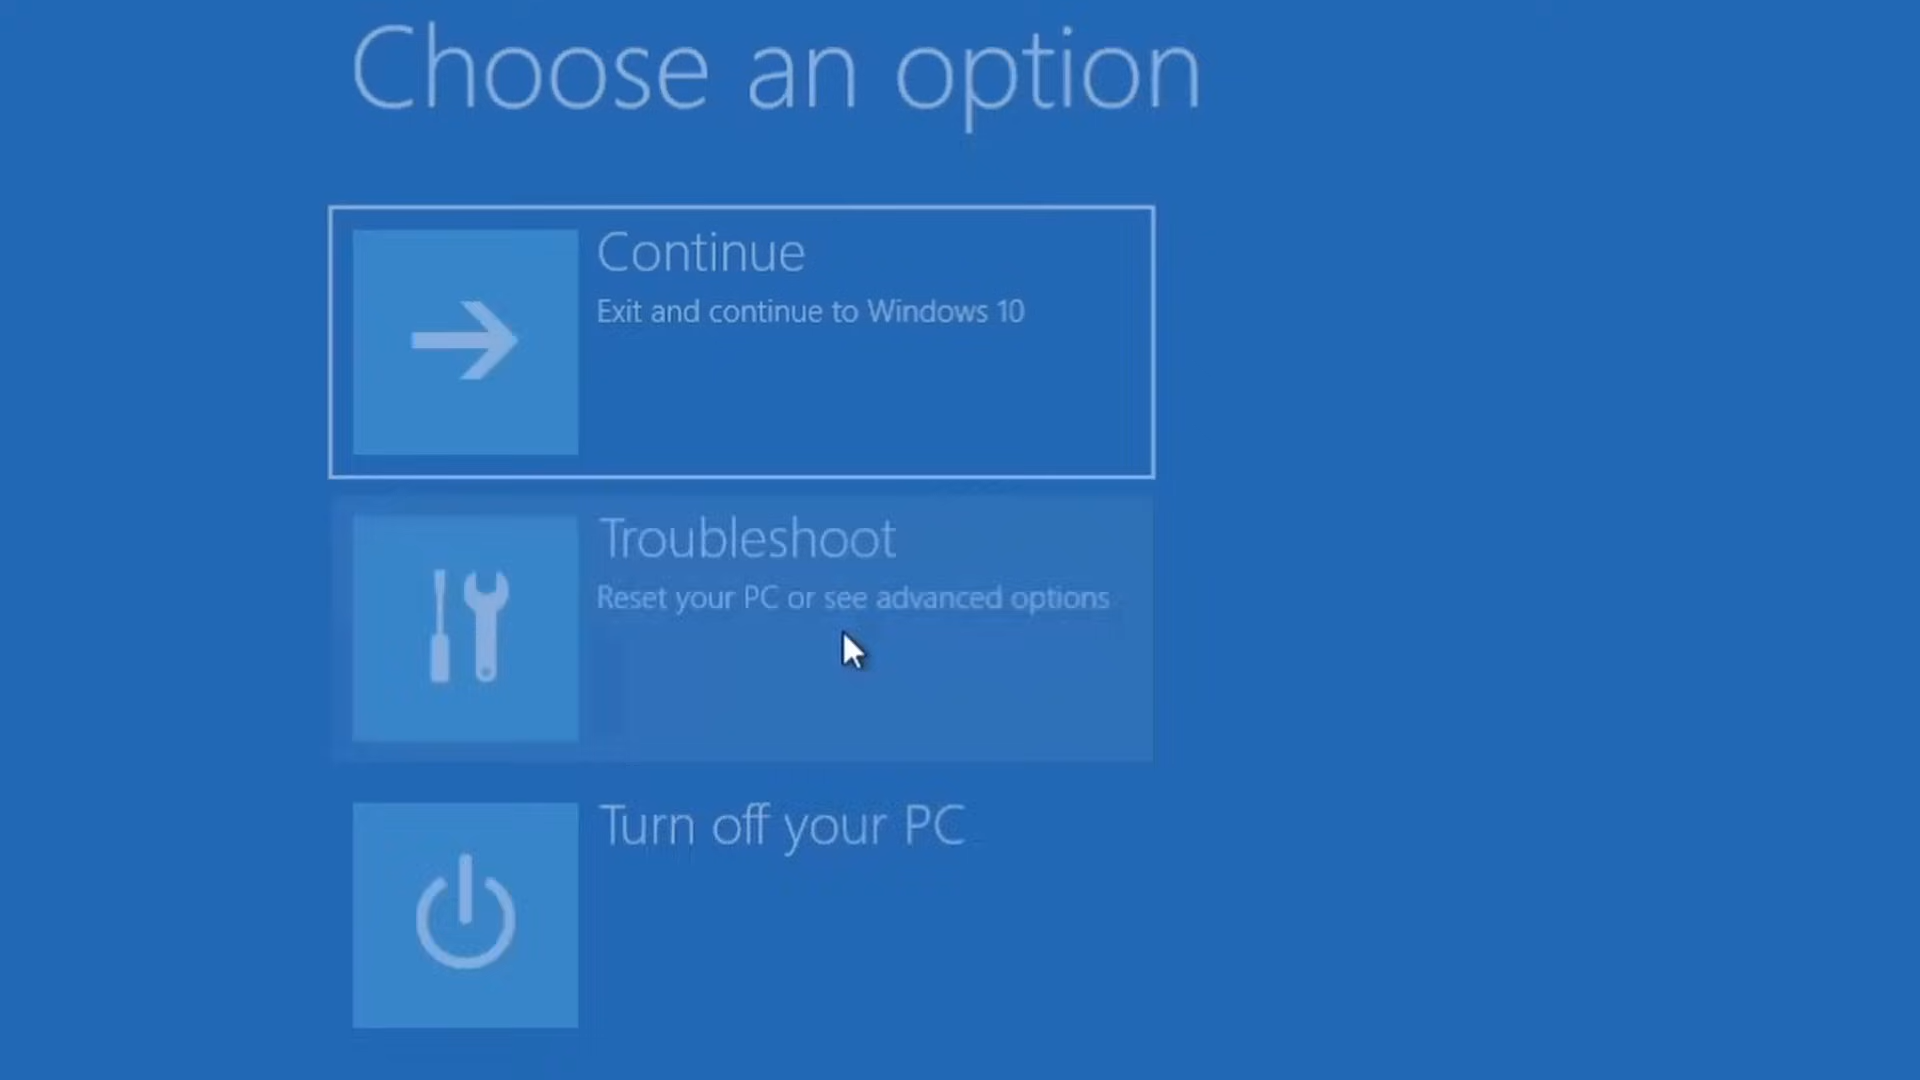 Choose an option
Continue
Exit and continue to Windows 10
Troubleshoot
Reset your PC or see advanced options
Turn off your PC